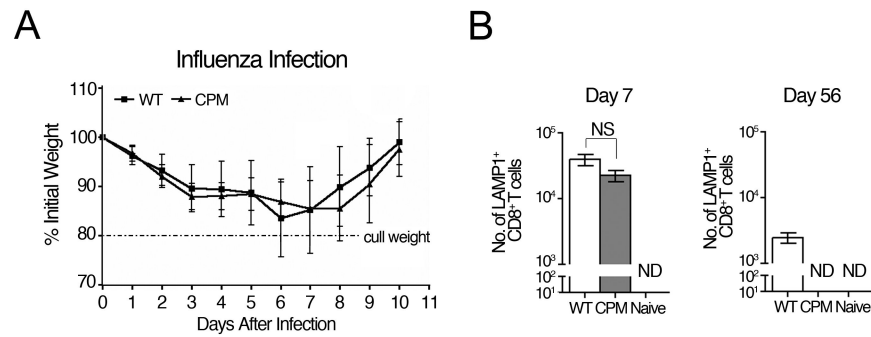 A
Influenza Infection
WT CPM
% Initial Weight
110
100
90
80
70
cull weight
0 1 2 3 4 5 6 7 8 9 10 11
Days After Infection
B
Day 7
No. of LAMP1⁺
CD8⁺T cells
10⁵
10⁴
10³
10²
10¹
NS
ND
WT CPM Naive
Day 56
No. of LAMP1⁺
CD8⁺T cells
10⁵
10⁴
10³
10²
10¹
ND ND
WT CPM Naive